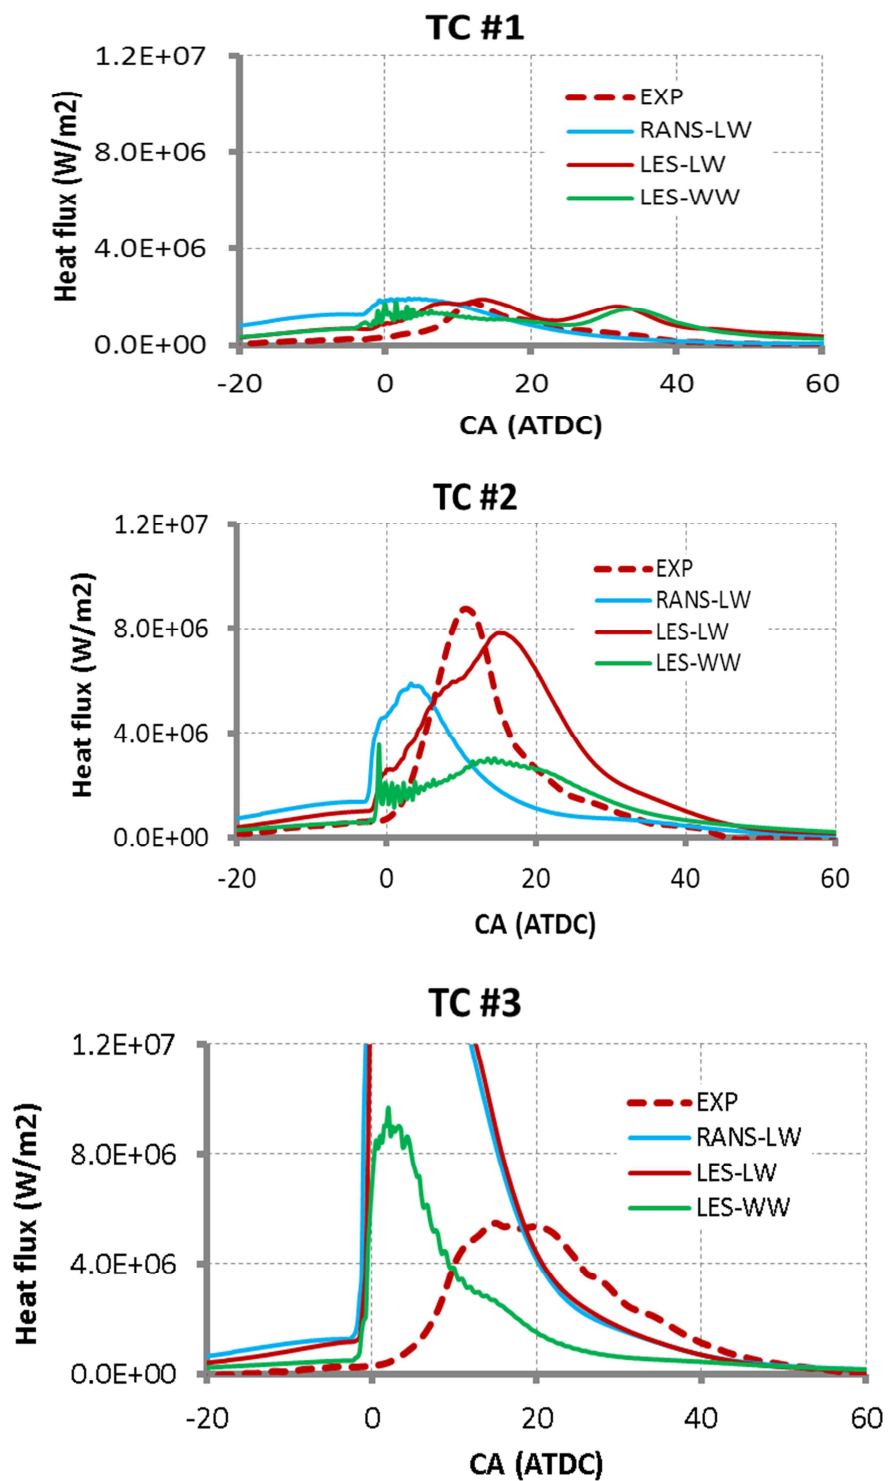 TC #1
Heat flux (W/m2)
1.2E+07
8.0E+06
4.0E+06
0.0E+00
EXP
RANS-LW
LES-LW
LES-WW
-20
0
20
40
60
CA (ATDC)
TC #2
Heat flux (W/m2)
1.2E+07
8.0E+06
4.0E+06
0.0E+00
EXP
RANS-LW
LES-LW
LES-WW
-20
0
20
40
60
CA (ATDC)
TC #3
Heat flux (W/m2)
1.2E+07
8.0E+06
4.0E+06
0.0E+00
EXP
RANS-LW
LES-LW
LES-WW
-20
0
20
40
60
CA (ATDC)